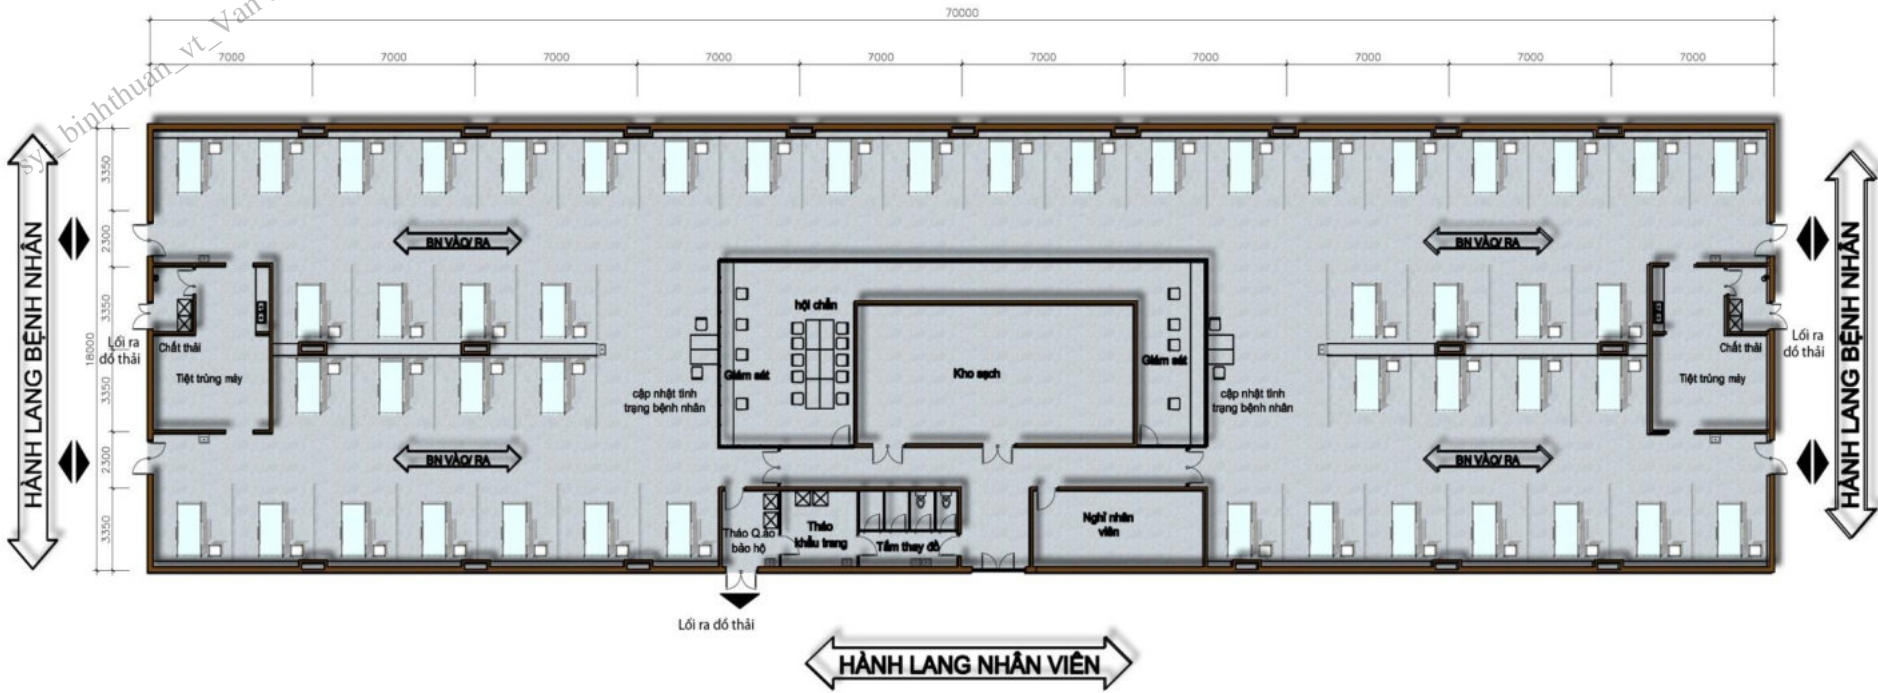 syt_binhthuan_vt_Van
70000
7000 7000 7000 7000 7000 7000 7000 7000 7000 7000
HÀNH LANG BỆNH NHÂN
18000
3350
2300
3350
3350
2300
3350
BN VÀO/ RA
BN VÀO/ RA
HÀNH LANG BỆNH NHÂN
hội chẩn
Lối ra
đồ thải
Chất thải
Tiệt trùng máy
Giám sát
Kho sạch
Giám sát
Chất thải
Tiệt trùng máy
Lối ra
đồ thải
cập nhật tình
trạng bệnh nhân
cập nhật tình
trạng bệnh nhân
BN VÀO/ RA
BN VÀO/ RA
Tháo Q.áo
bảo hộ
Tháo
khẩu trang
Tắm thay đồ
Nghỉ nhân
viên
Lối ra đồ thải
HÀNH LANG NHÂN VIÊN